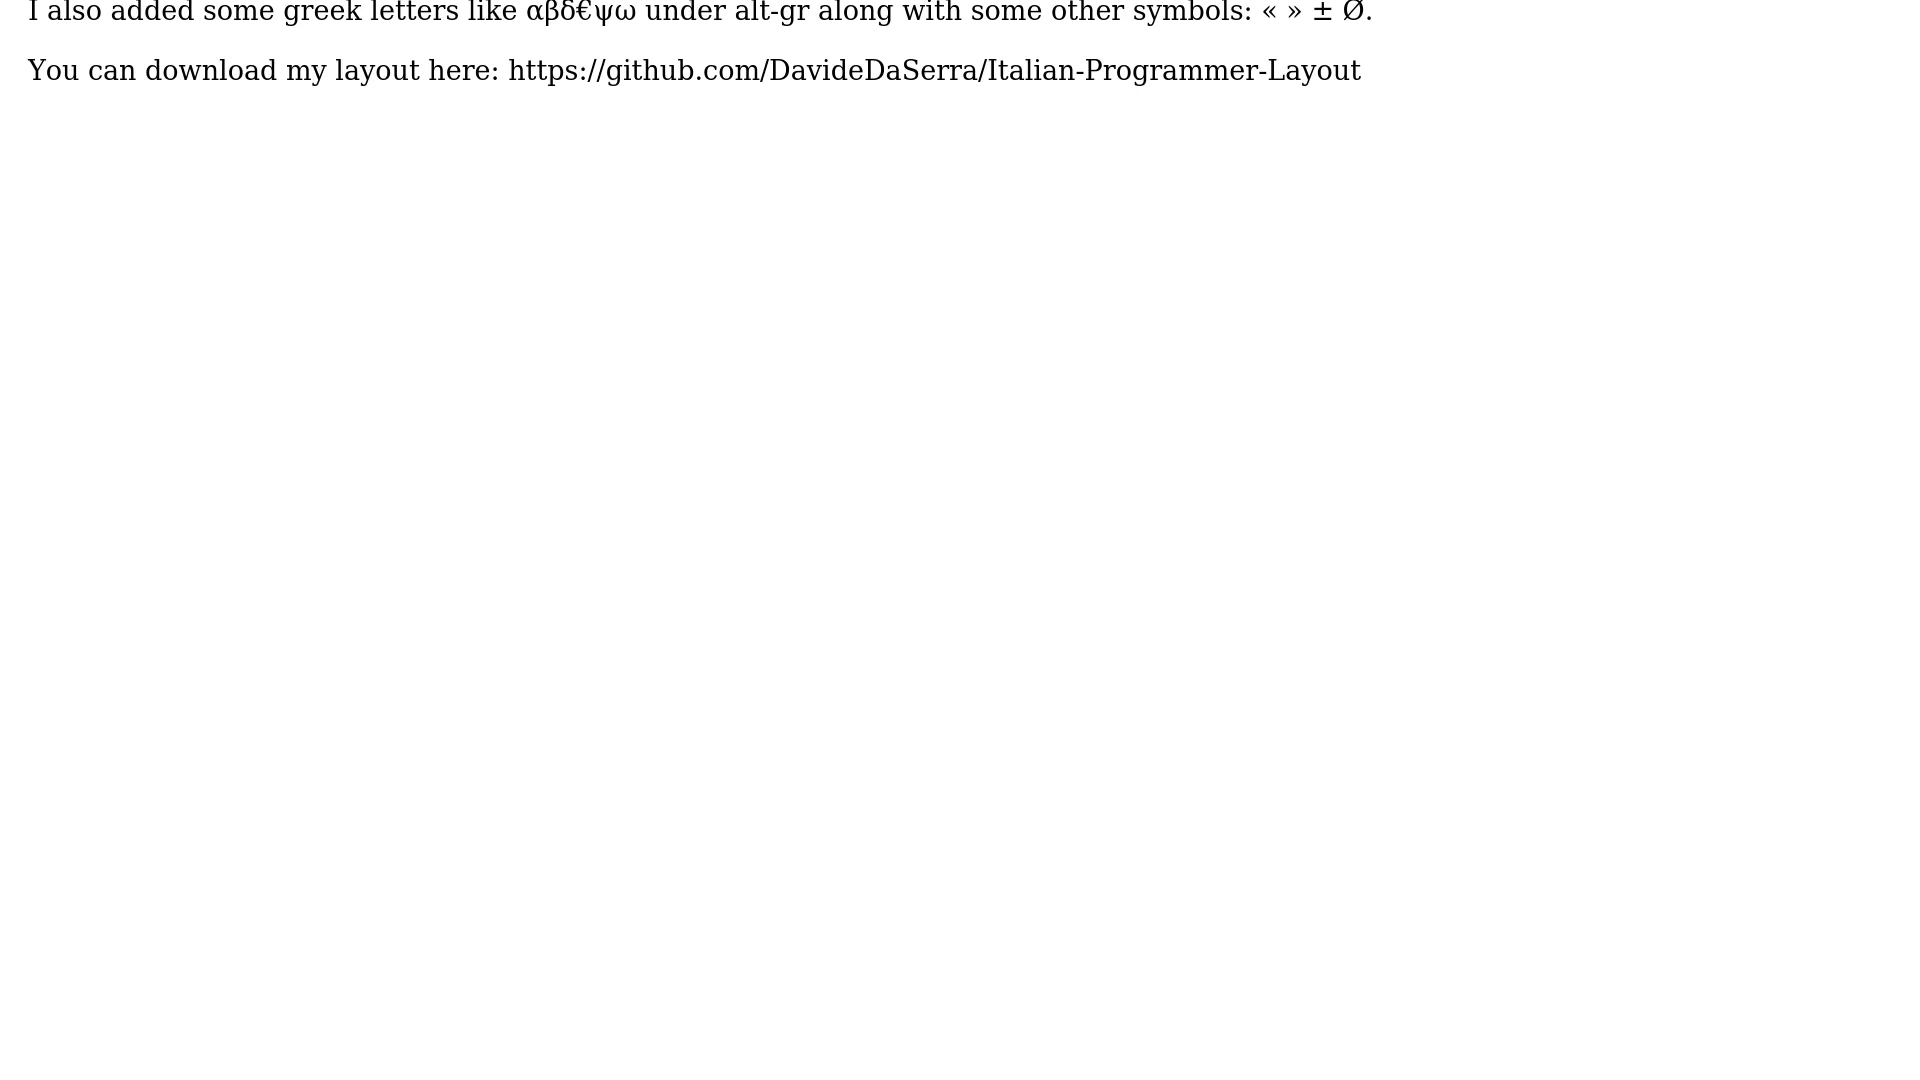 I also added some greek letters like αβδ€ψω under alt-gr along with some other symbols: « » ± Ø.
You can download my layout here: https://github.com/DavideDaSerra/Italian-Programmer-Layout